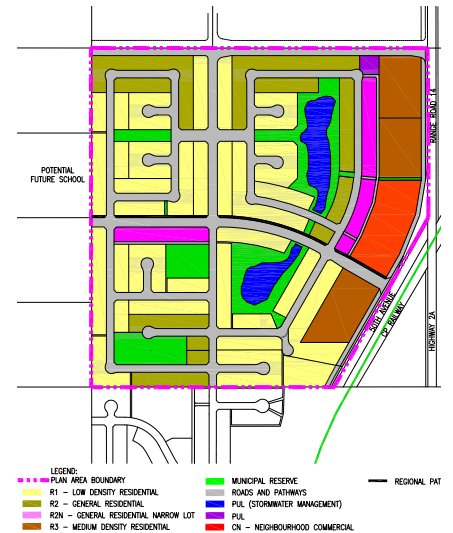 RANGE ROAD 14
POTENTIAL
FUTURE SCHOOL
50TH AVENUE
CP RAILWAY
HIGHWAY 2A
LEGEND:
PLAN AREA BOUNDARY
R1 - LOW DENSITY RESIDENTIAL
R2 - GENERAL RESIDENTIAL
R2N - GENERAL RESIDENTIAL NARROW LOT
R3 - MEDIUM DENSITY RESIDENTIAL
MUNICIPAL RESERVE
ROADS AND PATHWAYS
PUL (STORMWATER MANAGEMENT)
PUL
CN - NEIGHBOURHOOD COMMERCIAL
REGIONAL PAT